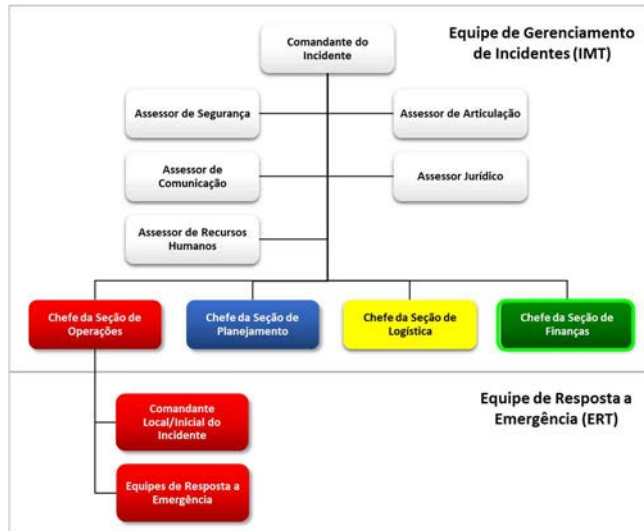 Comandante do
Incidente
Equipe de Gerenciamento
de Incidentes (IMT)
Assessor de Segurança
Assessor de Articulação
Assessor de
Comunicação
Assessor Jurídico
Assessor de Recursos
Humanos
Chefe da Seção de
Operações
Chefe da Seção de
Planejamento
Chefe da Seção de
Logística
Chefe da Seção de
Finanças
Comandante
Local/Inicial do
Incidente
Equipe de Resposta a
Emergência (ERT)
Equipes de Resposta a
Emergência